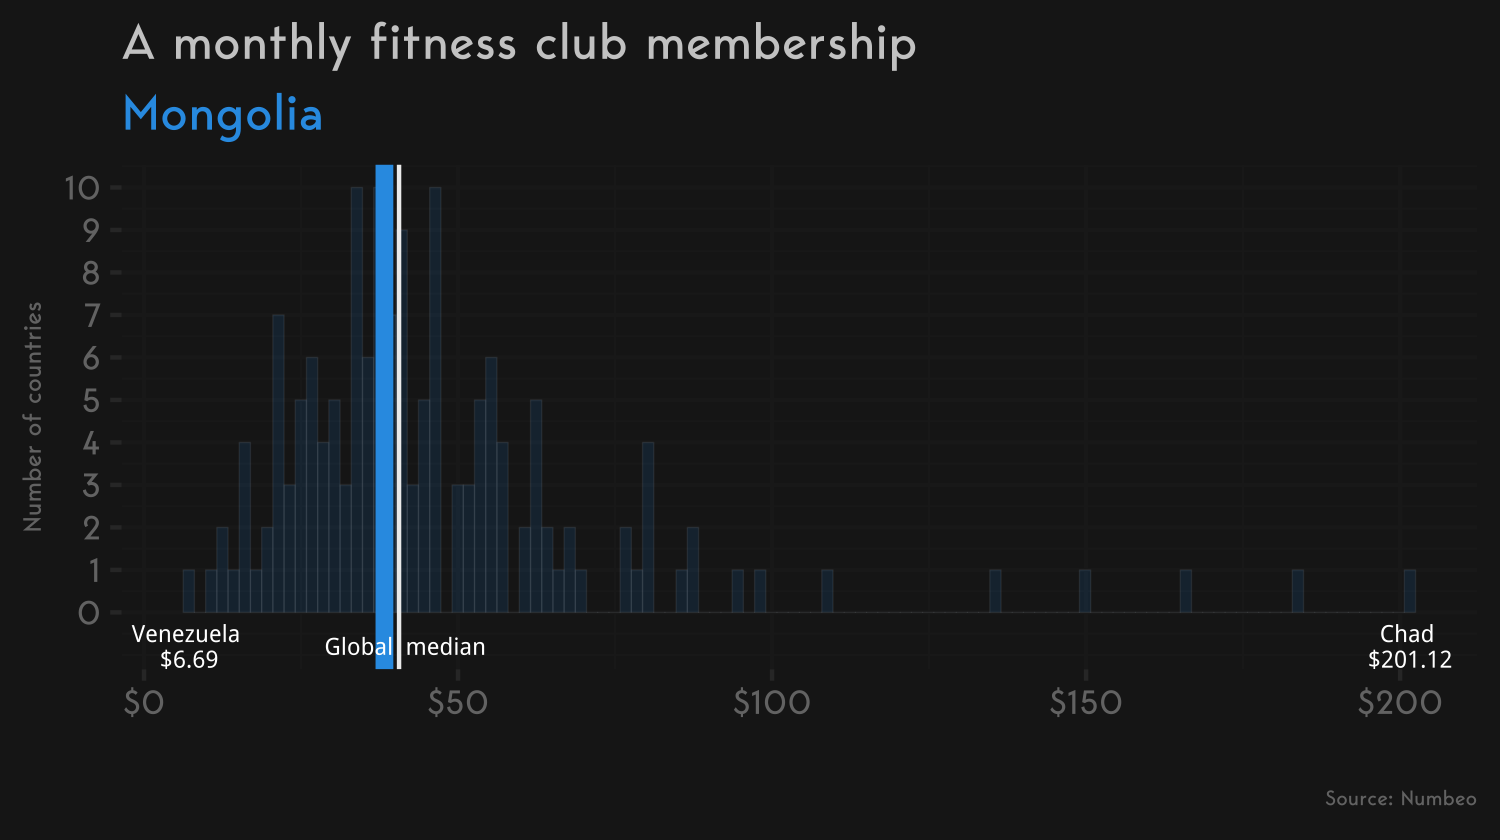 A monthly fitness club membership
Mongolia
Number of countries
10
9
8
7
6
5
4
3
2
1
0
Venezuela
$6.69
Global median
Chad
$201.12
$0 $50 $100 $150 $200
Source: Numbeo